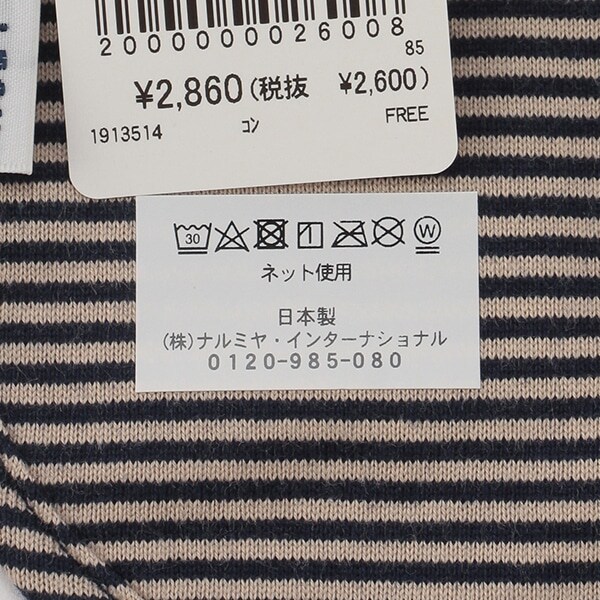 2000000026008
85
¥2,860(税抜 ¥2,600)
1913514 コン FREE
30 W
ネット使用
日本製
(株)ナルミヤ・インターナショナル
0120-985-080